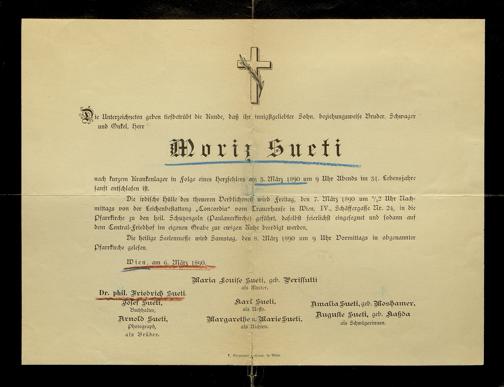 Die Unterzeichneten geben tiefbetrübt die Kunde, daß ihr innigstgeliebter Sohn, beziehungsweise Bruder, Schwager
und Onkel, Herr
Moriz Sueti
nach kurzem Krankenlager in Folge eines Herzfehlers am 5. März 1890 um 9 Uhr Abends im 31. Lebensjahre
sanft entschlafen ist.
Die irdische Hülle des theueren Verblichenen wird Freitag, den 7. März 1890 um 1/2 2 Uhr Nach-
mittags von der Leichenbestattung „Concordia“ vom Trauerhause in Wien, IV., Schäffergasse Nr. 24, in die
Pfarrkirche zu den heil. Schutzengeln (Paulanerkirche) geführt, daselbst feierlichst eingesegnet und sodann auf
dem Central-Friedhof im eigenen Grabe zur ewigen Ruhe beerdigt werden.
Die heilige Seelenmesse wird Samstag, den 8. März 1890 um 9 Uhr Vormittags in obgenannter
Pfarrkirche gelesen.
Wien, am 6. März 1890.
Maria Louise Sueti, geb. Perissutti
als Mutter.
Dr. phil. Friedrich Sueti
Josef Sueti,
Buchhalter,
Arnold Sueti,
Photograph,
als Brüder.
Karl Sueti,
als Neffe.
Margarethe u. Marie Sueti,
als Nichten.
Amalia Sueti, geb. Moshamer,
Auguste Sueti, geb.
als Schwägerinnen.